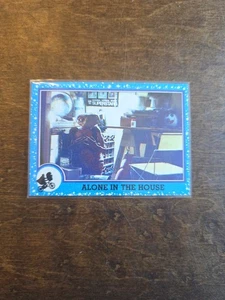 ALONE IN THE HOUSE